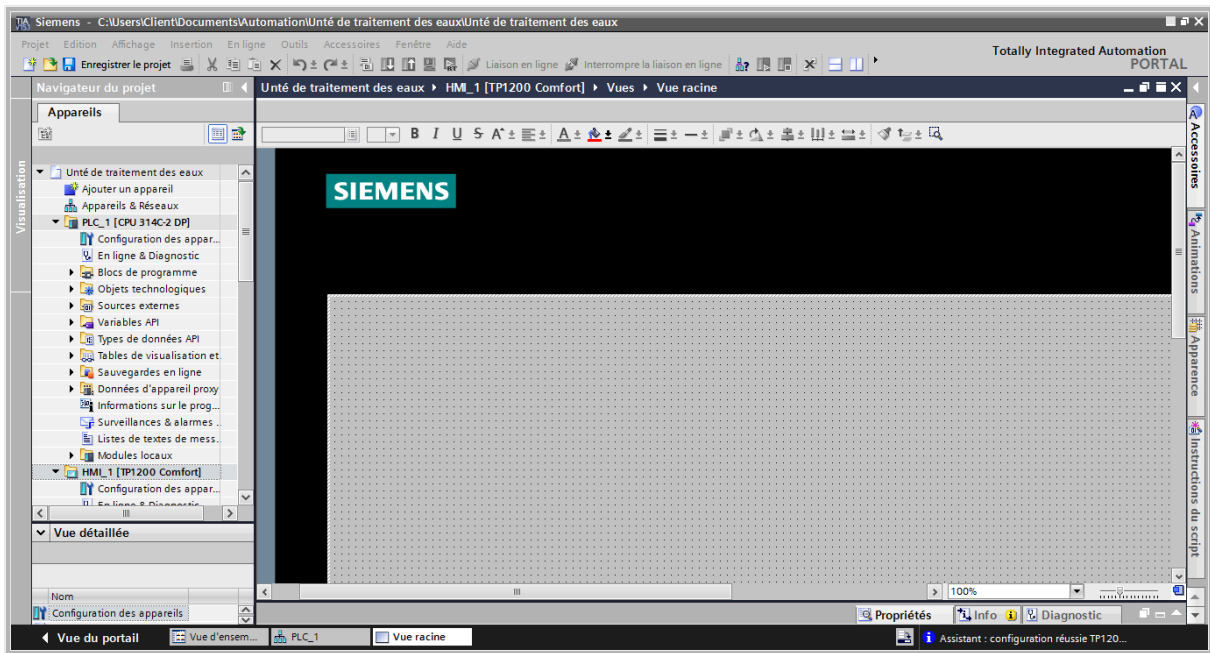 Siemens - C:\Users\Client\Documents\Automation\Unté de traitement des eaux\Unté de traitement des eaux
Projet Edition Affichage Insertion En ligne Outils Accessoires Fenêtre Aide
Totally Integrated Automation
PORTAL
Enregistrer le projet
Liaison en ligne
Interrompre la liaison en ligne
Navigateur du projet
Unté de traitement des eaux HMI_1 [TP1200 Comfort] Vues Vue racine
Appareils
B I U S A
Visualisation
Unté de traitement des eaux
Ajouter un appareil
Appareils & Réseaux
PLC_1 [CPU 314C-2 DP]
Configuration des appar...
En ligne & Diagnostic
Blocs de programme
Objets technologiques
Sources externes
Variables API
Types de données API
Tables de visualisation et
Sauvegardes en ligne
Données d'appareil proxy
Informations sur le prog...
Surveillances & alarmes ..
Listes de textes de mess..
Modules locaux
HMI_1 [TP1200 Comfort]
Configuration des appar...
En ligne & Diagnostic
SIEMENS
Accessoires
Animations
Apparence
Instructions du script
Vue détaillée
Nom
Configuration des appareils
100%
Propriétés
Info
Diagnostic
Vue du portail
Vue d'ensem...
PLC_1
Vue racine
Assistant : configuration réussie TP120...